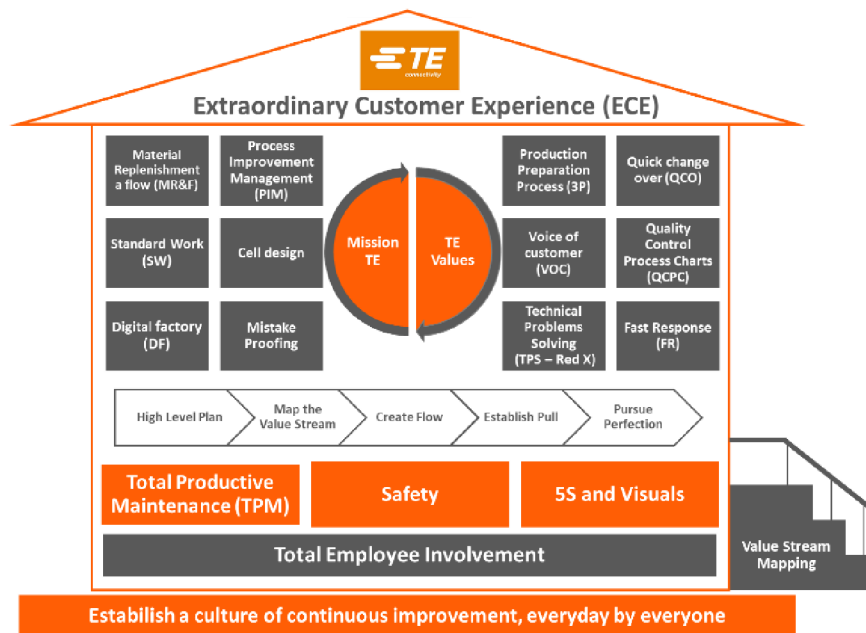 TE
connectivity
Extraordinary Customer Experience (ECE)
Material
Replenishment
a flow (MR&F)
Process
Improvement
Management
(PIM)
Production
Preparation
Process (3P)
Quick change
over (QCO)
Standard Work
(SW)
Cell design
Mission
TE
TE
Values
Voice of
customer
(VOC)
Quality
Control
Process Charts
(QCPC)
Digital factory
(DF)
Mistake
Proofing
Technical
Problems
Solving
(TPS – Red X)
Fast Response
(FR)
High Level Plan
Map the
Value Stream
Create Flow
Establish Pull
Pursue
Perfection
Total Productive
Maintenance (TPM)
Safety
5S and Visuals
Total Employee Involvement
Value Stream
Mapping
Estabilish a culture of continuous improvement, everyday by everyone